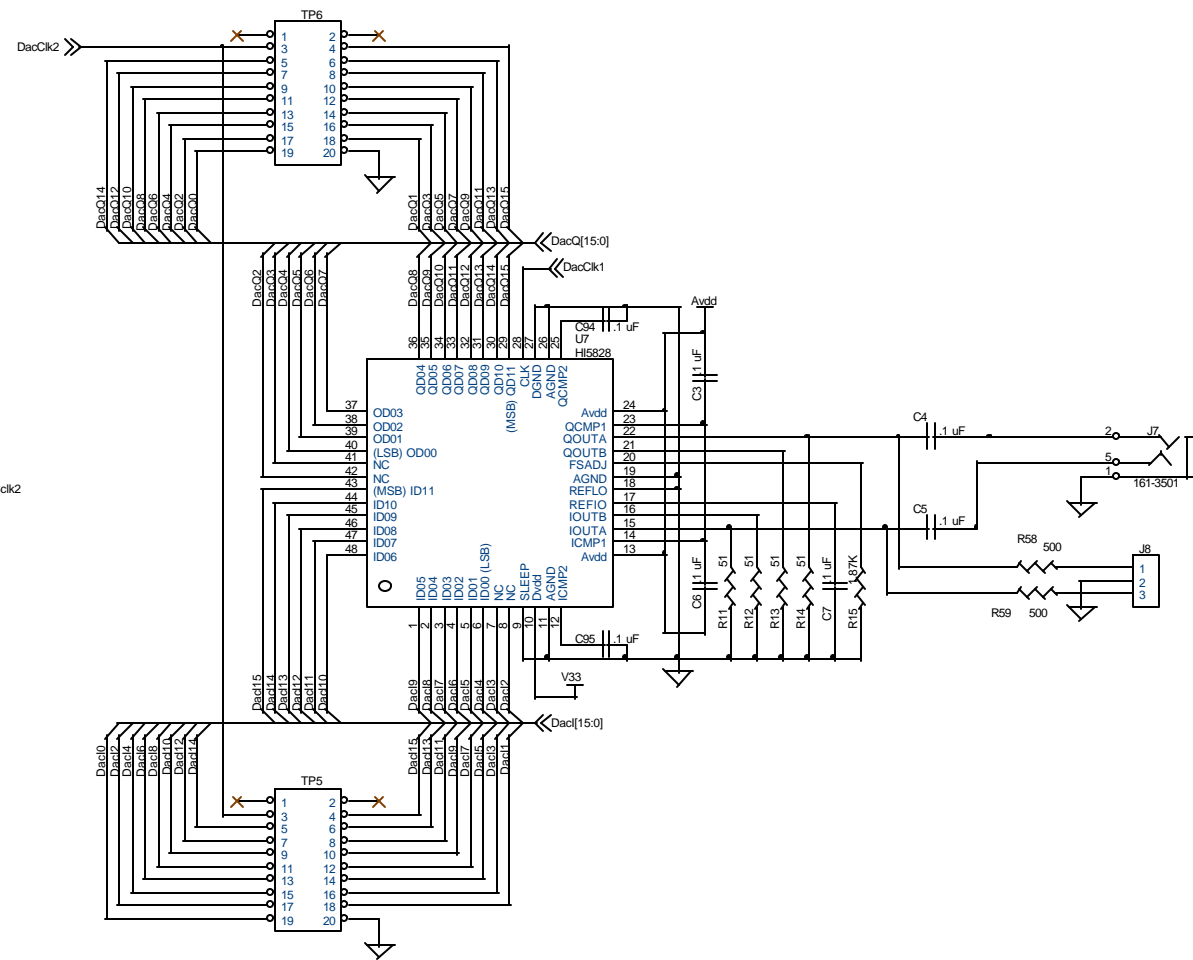 TP6
DacClk2
1 2
3 4
5 6
7 8
9 10
11 12
13 14
15 16
17 18
19 20
DacQ14
DacQ12
DacQ10
DacQ8
DacQ6
DacQ4
DacQ2
DacQ0
DacQ1
DacQ3
DacQ5
DacQ7
DacQ9
DacQ11
DacQ13
DacQ15
DacQ[15:0]
DacClk1
DacQ2
DacQ3
DacQ4
DacQ5
DacQ6
DacQ7
DacQ8
DacQ9
DacQ10
DacQ11
DacQ12
DacQ13
DacQ14
DacQ15
36
35
34
33
32
31
30
29
28
27
26
25
C94 .1 uF
U7
HI5828
QD04
QD05
QD06
QD07
QD08
QD09
QD10
(MSB) QD11
CLK
DGND
AGND
QCMP2
37 OD03
38 OD02
39 OD01
40 (LSB) OD00
41 NC
42 NC
43 (MSB) ID11
44 ID10
45 ID09
46 ID08
47 ID07
48 ID06
Avdd 24
QCMP1 23
QOUTA 22
QOUTB 21
FSADJ 20
AGND 19
REFLO 18
REFIO 17
IOUTB 16
IOUTA 15
ICMP1 14
Avdd 13
ID05
ID04
ID03
ID02
ID01
ID00 (LSB)
NC
NC
SLEEP
Dvdd
AGND
ICMP2
1
2
3
4
5
6
7
8
9
10
11
12
C95 .1 uF
V33
Avdd
C3 .1 uF
C6 .1 uF
R11 51
R12 51
R13 51
R14 51
C7 .1 uF
R15 1.87K
C4 .1 uF
C5 .1 uF
2
5
1
J7
161-3501
R58 500
R59 500
J8
1
2
3
clk2
DacI15
DacI14
DacI13
DacI12
DacI11
DacI10
DacI9
DacI8
DacI7
DacI6
DacI5
DacI4
DacI3
DacI2
DacI[15:0]
DacI0
DacI2
DacI4
DacI6
DacI8
DacI10
DacI12
DacI14
DacI15
DacI13
DacI11
DacI9
DacI7
DacI5
DacI3
DacI1
TP5
1 2
3 4
5 6
7 8
9 10
11 12
13 14
15 16
17 18
19 20